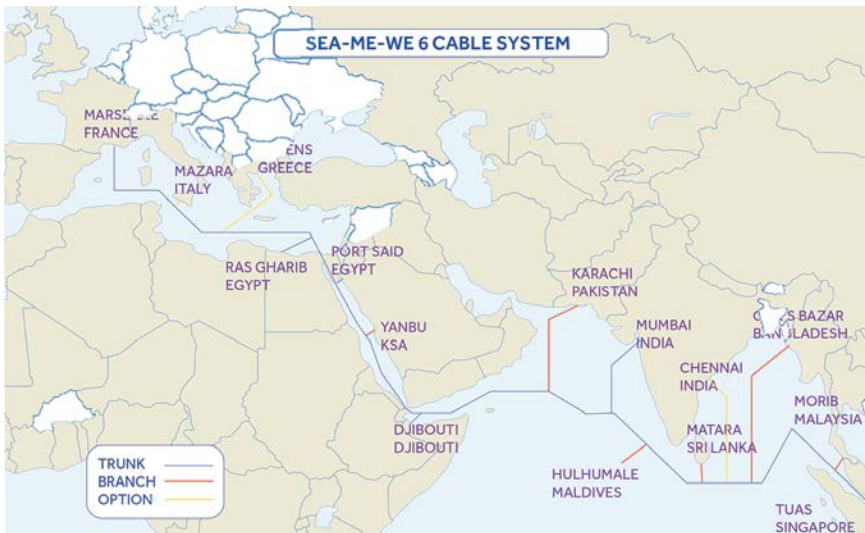 SEA-ME-WE 6 CABLE SYSTEM
FRANCE
MAZARA
ITALY
GREECE
RAS GHARIB
EGYPT
PORT SAID
EGYPT
YANBU
KSA
DJIBOUTI
DJIBOUTI
KARACHI
PAKISTAN
MUMBAI
INDIA
CHENNAI
INDIA
BAZAR
MATARA
SRI LANKA
HULHUMALE
MALDIVES
MORIB
MALAYSIA
TUAS
SINGAPORE
TRUNK
BRANCH
OPTION